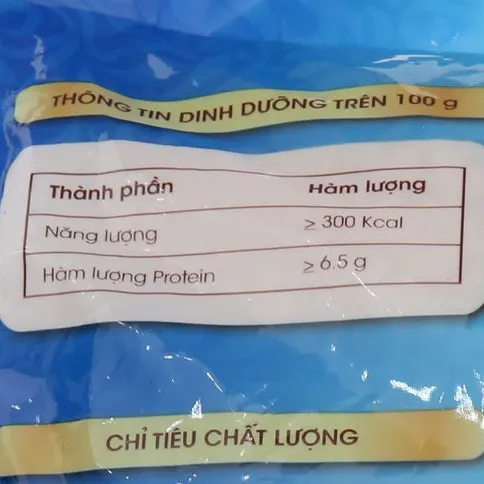 THÔNG TIN DINH DƯỠNG TRÊN 100 g
Thành phần Hàm lượng
Năng lượng ≥ 300 Kcal
Hàm lượng Protein ≥ 6.5 g
CHỈ TIÊU CHẤT LƯỢNG